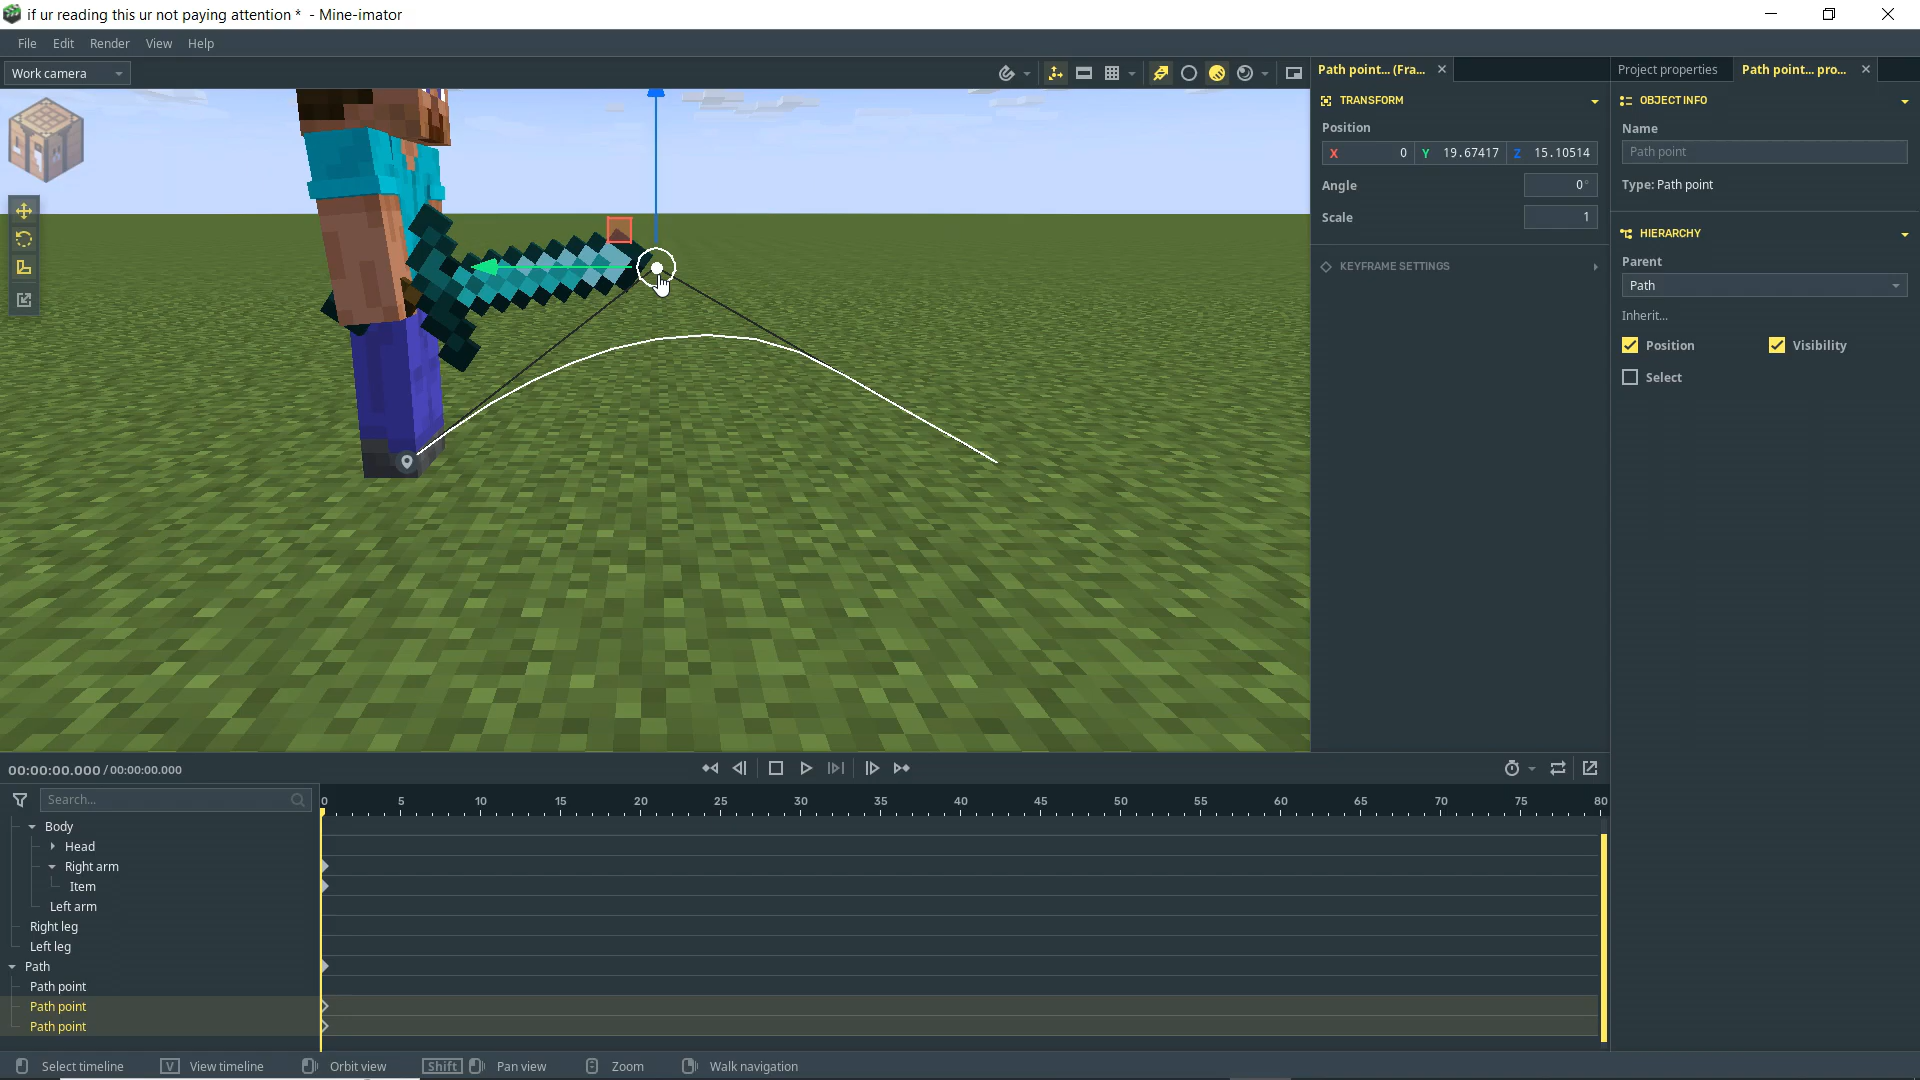 if ur reading this ur not paying attention * - Mine-imator
File Edit Render View Help
Work camera
Path point... (Fra...
Project properties
Path point... pro...
TRANSFORM
Position
X 0 Y 19.67417 Z 15.10514
Angle 0°
Scale 1
KEYFRAME SETTINGS
OBJECT INFO
Name
Path point
Type: Path point
HIERARCHY
Parent
Path
Inherit...
Position Visibility
Select
00:00:00.000 / 00:00:00.000
Search...
0 5 10 15 20 25 30 35 40 45 50 55 60 65 70 75 80
Body
Head
Right arm
Item
Left arm
Right leg
Left leg
Path
Path point
Path point
Path point
Select timeline V View timeline Orbit view Shift Pan view Zoom Walk navigation